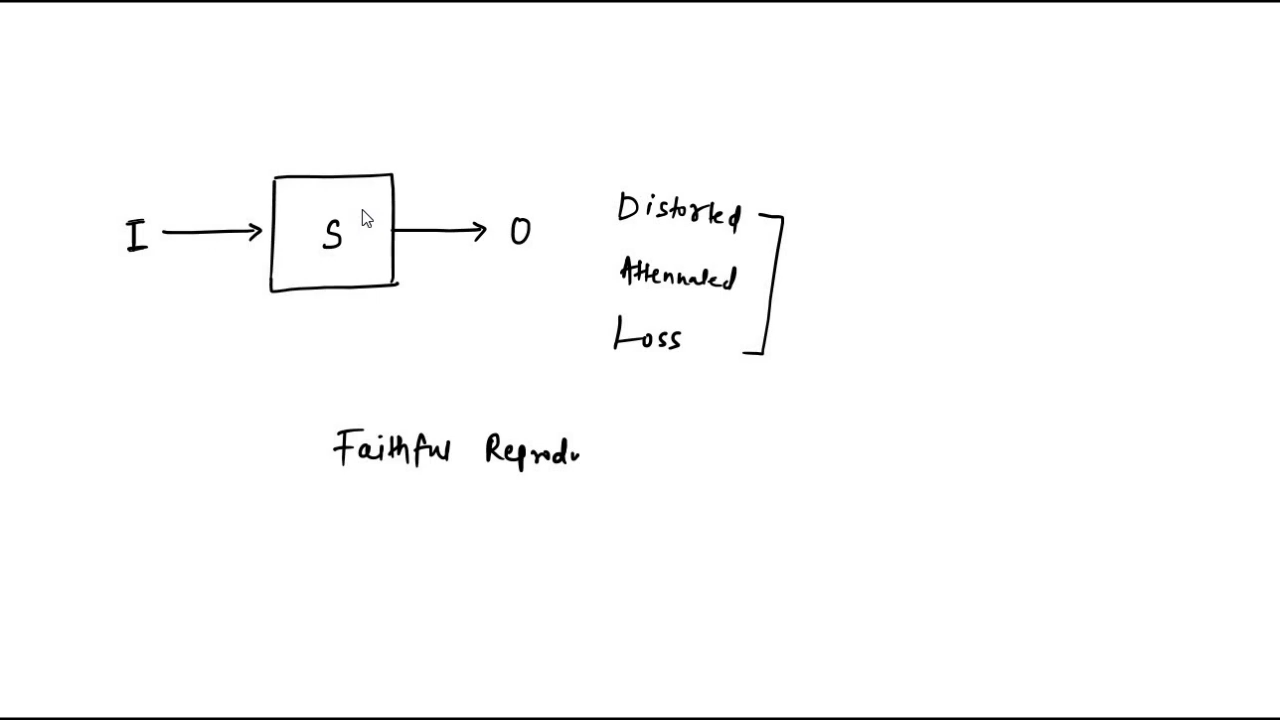 I S O
Distorted
Attenuated
Loss
Faithful Reprodu